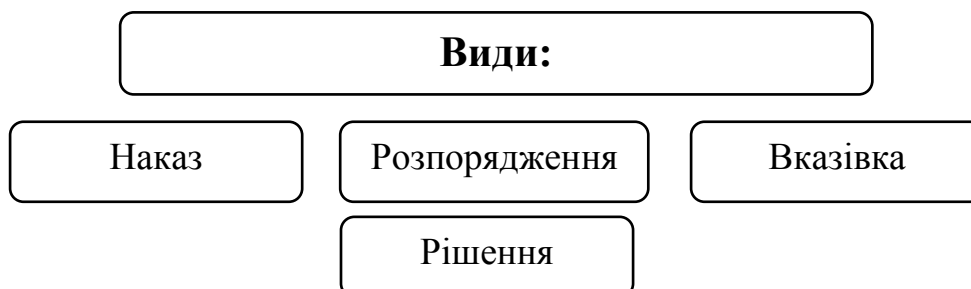 Види:
Наказ
Розпорядження
Вказівка
Рішення